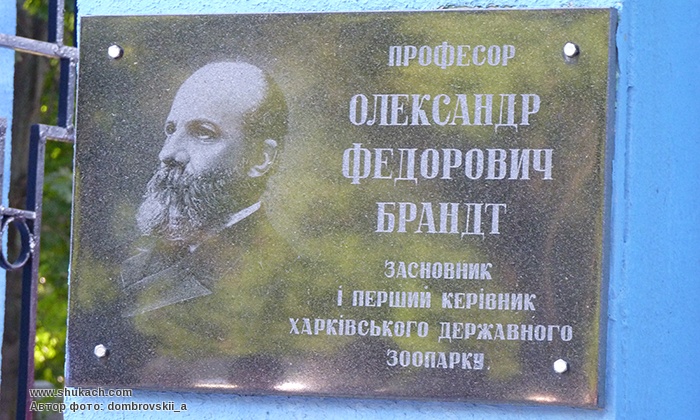 ПРОФЕСОР
ОЛЕКСАНДР
ФЕДОРОВИЧ
БРАНДТ
ЗАСНОВНИК
І ПЕРШИЙ КЕРІВНИК
ХАРКІВСЬКОГО ДЕРЖАВНОГО
ЗООПАРКУ.
www.shukach.com
Автор фото: dombrovskii_a